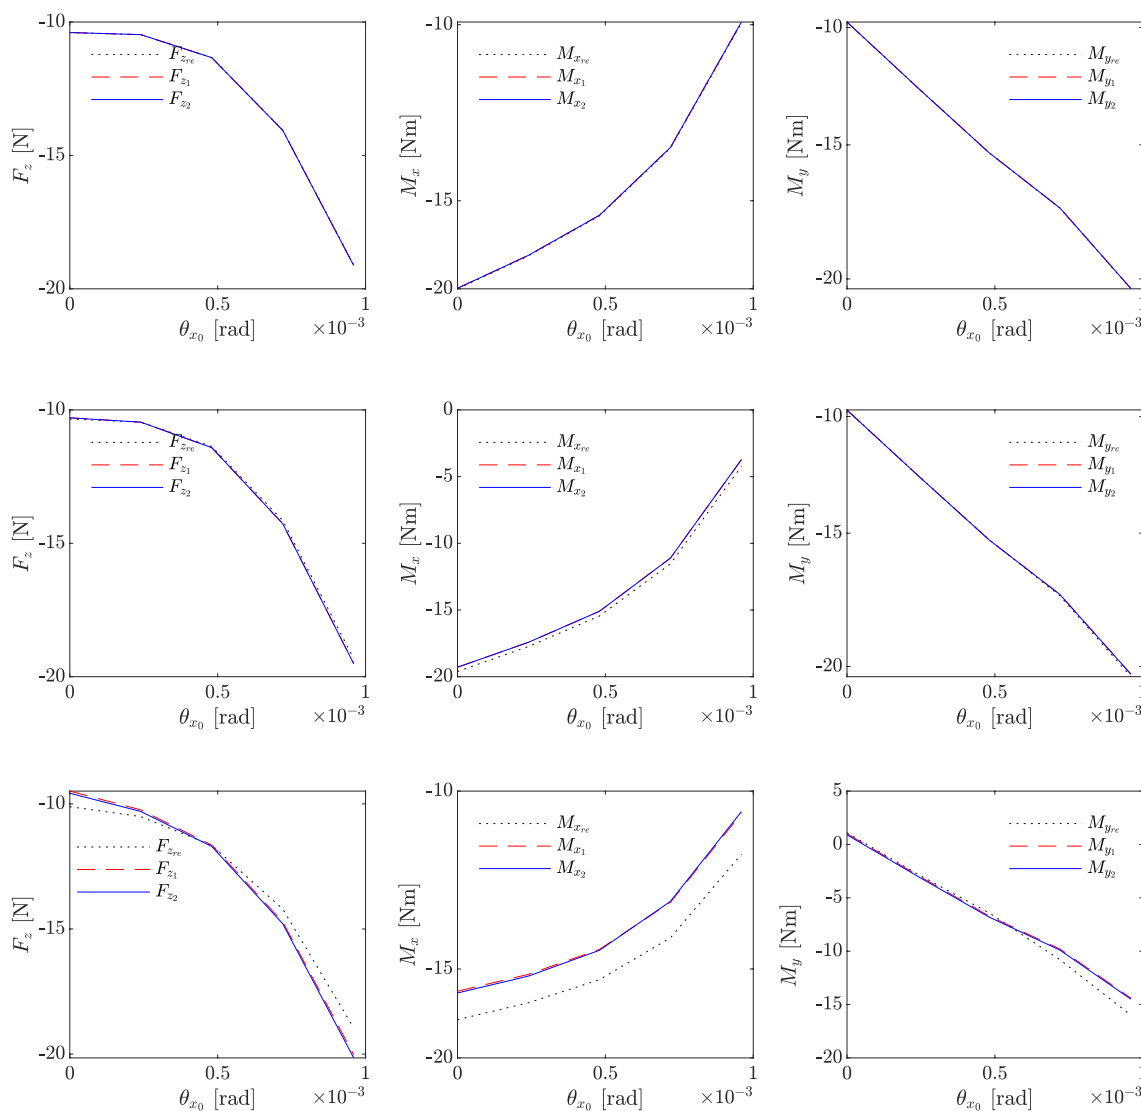 -10
-15
-20
F_z [N]
F_{z_{re}}
F_{z_1}
F_{z_2}
0
0.5
1
θ_{x_0} [rad]
×10^{-3}
-10
-15
-20
M_x [Nm]
M_{x_{re}}
M_{x_1}
M_{x_2}
0
0.5
1
θ_{x_0} [rad]
×10^{-3}
-10
-15
-20
M_y [Nm]
M_{y_{re}}
M_{y_1}
M_{y_2}
0
0.5
1
θ_{x_0} [rad]
×10^{-3}
-10
-15
-20
F_z [N]
F_{z_{re}}
F_{z_1}
F_{z_2}
0
0.5
1
θ_{x_0} [rad]
×10^{-3}
0
-5
-10
-15
-20
M_x [Nm]
M_{x_{re}}
M_{x_1}
M_{x_2}
0
0.5
1
θ_{x_0} [rad]
×10^{-3}
-10
-15
-20
M_y [Nm]
M_{y_{re}}
M_{y_1}
M_{y_2}
0
0.5
1
θ_{x_0} [rad]
×10^{-3}
-10
-15
-20
F_z [N]
F_{z_{re}}
F_{z_1}
F_{z_2}
0
0.5
1
θ_{x_0} [rad]
×10^{-3}
-10
-15
-20
M_x [Nm]
M_{x_{re}}
M_{x_1}
M_{x_2}
0
0.5
1
θ_{x_0} [rad]
×10^{-3}
5
0
-5
-10
-15
-20
M_y [Nm]
M_{y_{re}}
M_{y_1}
M_{y_2}
0
0.5
1
θ_{x_0} [rad]
×10^{-3}